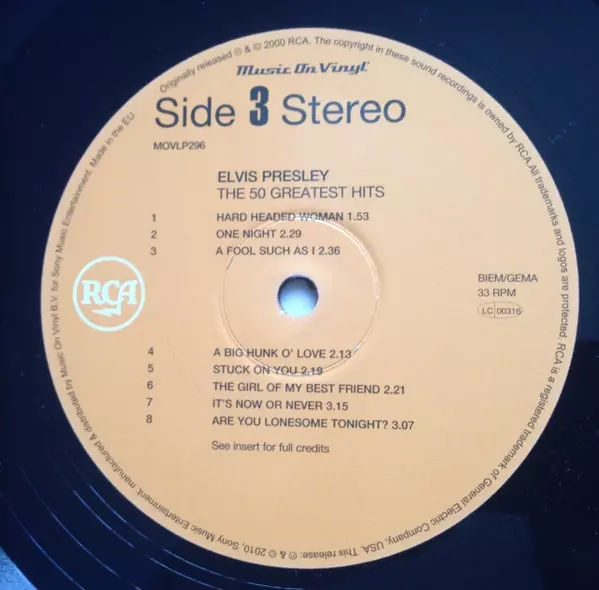 Originally released ℗ & © 2000 RCA. The copyright in these sound recordings is owned by RCA All trademarks and logos are protected. RCA is a registered trademark of General Electric Company, USA. This release: ℗ & © 2010, Sony Music Entertainment
manufactured & distributed by Music On Vinyl B.V. for Sony Music Entertainment. Made in the EU
Music On Vinyl
Side 3 Stereo
MOVLP296
ELVIS PRESLEY
THE 50 GREATEST HITS
1 HARD HEADED WOMAN 1.53
2 ONE NIGHT 2.29
3 A FOOL SUCH AS I 2.36
RCA
BIEM/GEMA
33 RPM
LC 00316
4 A BIG HUNK O' LOVE 2.13
5 STUCK ON YOU 2.19
6 THE GIRL OF MY BEST FRIEND 2.21
7 IT'S NOW OR NEVER 3.15
8 ARE YOU LONESOME TONIGHT? 3.07
See insert for full credits